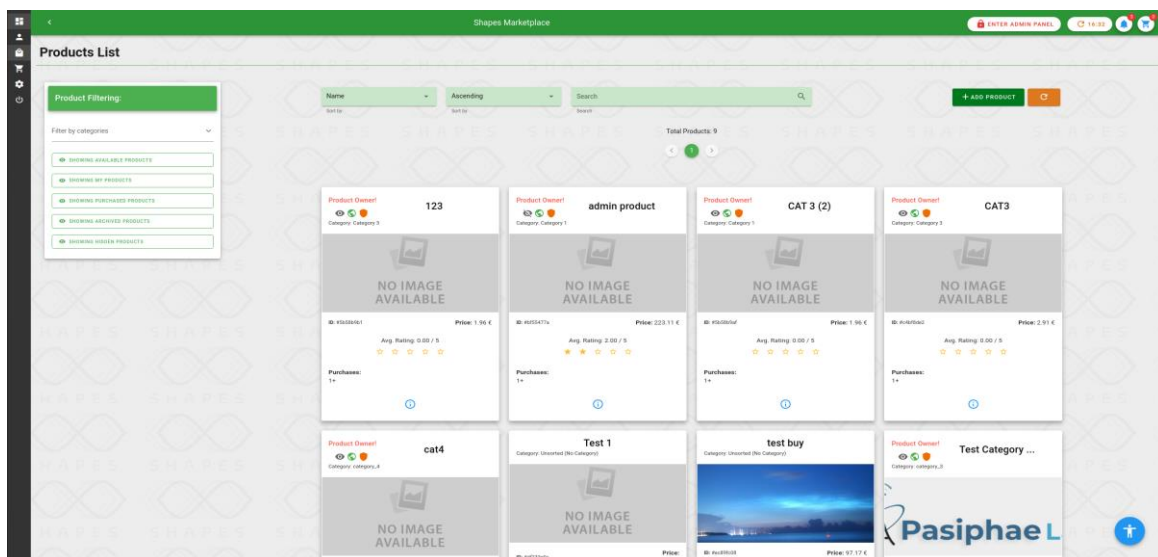 Shapes Marketplace
ENTER ADMIN PANEL
16:32
Products List
Product Filtering:
Filter by categories
SHOWING AVAILABLE PRODUCTS
SHOWING MY PRODUCTS
SHOWING PURCHASED PRODUCTS
SHOWING ARCHIVED PRODUCTS
SHOWING HIDDEN PRODUCTS
Name
Sort by
Ascending
Sort by
Search
Search
+ ADD PRODUCT
Total Products: 9
1
Product Owner!
123
Category: Category 3
NO IMAGE
AVAILABLE
Price: 1.96 €
Avg. Rating: 0.00 / 5
Purchases:
1+
Product Owner!
admin product
Category: Category 1
NO IMAGE
AVAILABLE
Price: 223.11 €
Avg. Rating: 2.00 / 5
Purchases:
1+
Product Owner!
CAT 3 (2)
Category: Category 1
NO IMAGE
AVAILABLE
Price: 1.96 €
Avg. Rating: 0.00 / 5
Purchases:
1+
Product Owner!
CAT3
Category: Category 3
NO IMAGE
AVAILABLE
Price: 2.91 €
Avg. Rating: 0.00 / 5
Purchases:
1+
Product Owner!
cat4
Category: category_4
NO IMAGE
AVAILABLE
Test 1
Category: Unsorted (No Category)
NO IMAGE
AVAILABLE
Price:
test buy
Category: Unsorted (No Category)
Price: 97.17 €
Product Owner!
Test Category ...
Category: category_3
Pasiphae L